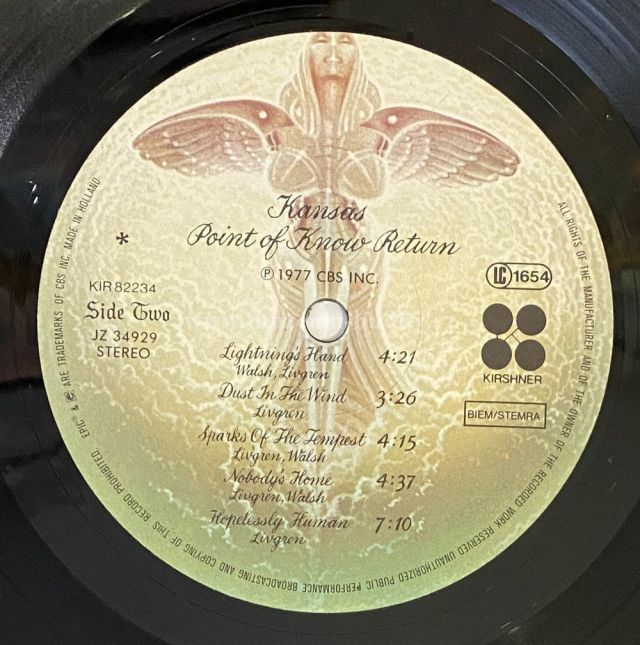 Kansas
Point of Know Return
Ⓟ 1977 CBS INC.
*
KIR 82234
Side Two
JZ 34929
STEREO
LC 1654
KIRSHNER
BIEM/STEMRA
Lightning's Hand 4:21
Walsh, Livgren
Dust In The Wind 3:26
Livgren
Sparks Of The Tempest 4:15
Livgren, Walsh
Nobody's Home 4:37
Livgren, Walsh
Hopelessly Human 7:10
Livgren
ALL RIGHTS OF THE MANUFACTURER AND OF THE OWNER OF THE RECORDED WORK RESERVED UNAUTHORIZED PUBLIC PERFORMANCE BROADCASTING AND COPYING OF THIS RECORD PROHIBITED. EPIC® & ARE TRADEMARKS OF CBS INC. MADE IN HOLLAND